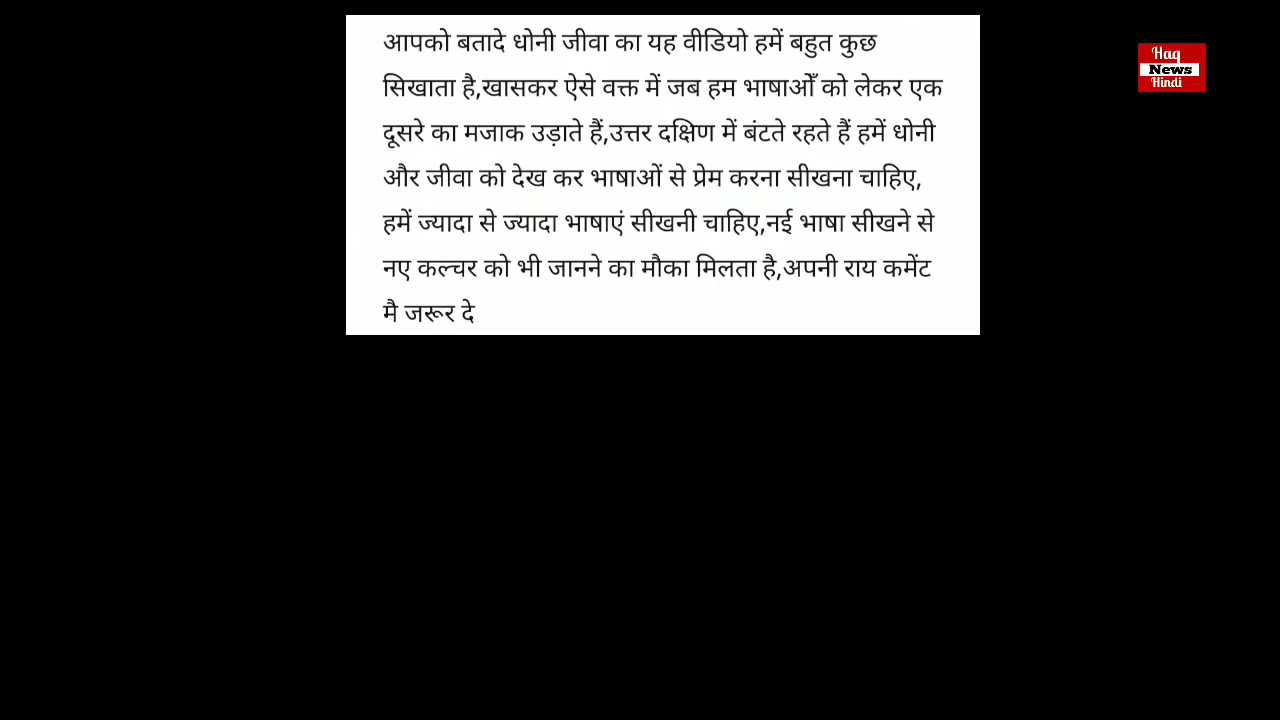 आपको बतादे धोनी जीवा का यह वीडियो हमें बहुत कुछ
सिखाता है,खासकर ऐसे वक्त में जब हम भाषाओँ को लेकर एक
दूसरे का मजाक उड़ाते हैं,उत्तर दक्षिण में बंटते रहते हैं हमें धोनी
और जीवा को देख कर भाषाओं से प्रेम करना सीखना चाहिए,
हमें ज्यादा से ज्यादा भाषाएं सीखनी चाहिए,नई भाषा सीखने से
नए कल्चर को भी जानने का मौका मिलता है,अपनी राय कमेंट
मै जरूर दे
Haq
News
Hindi